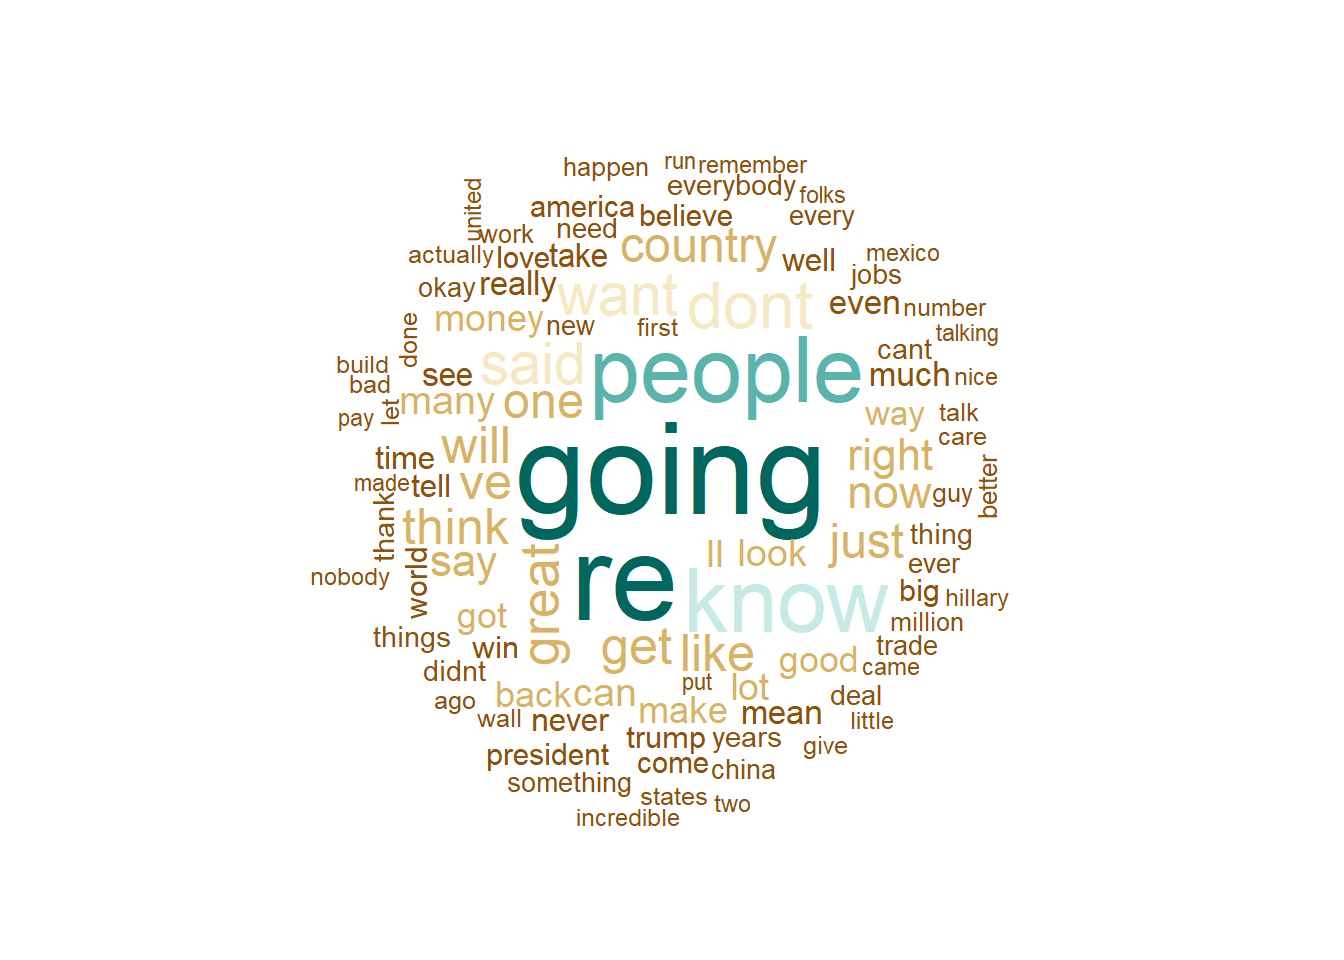 happen
run
remember
everybody
folks
united
america
believe
every
work
need
country
actually
love
take
well
mexico
okay
really
want
dont
jobs
money
new
first
even
number
done
talking
build
see
said
people
cant
bad
much
nice
pay
let
many
one
way
talk
time
will
going
right
care
made
tell
ve
now
guy
better
thank
think
just
thing
nobody
world
say
great
re
ll
look
ever
know
big
hillary
things
got
win
get
like
good
million
trade
came
didnt
ago
back
can
put
lot
deal
wall
never
make
mean
little
president
trump
years
give
something
come
china
states
two
incredible